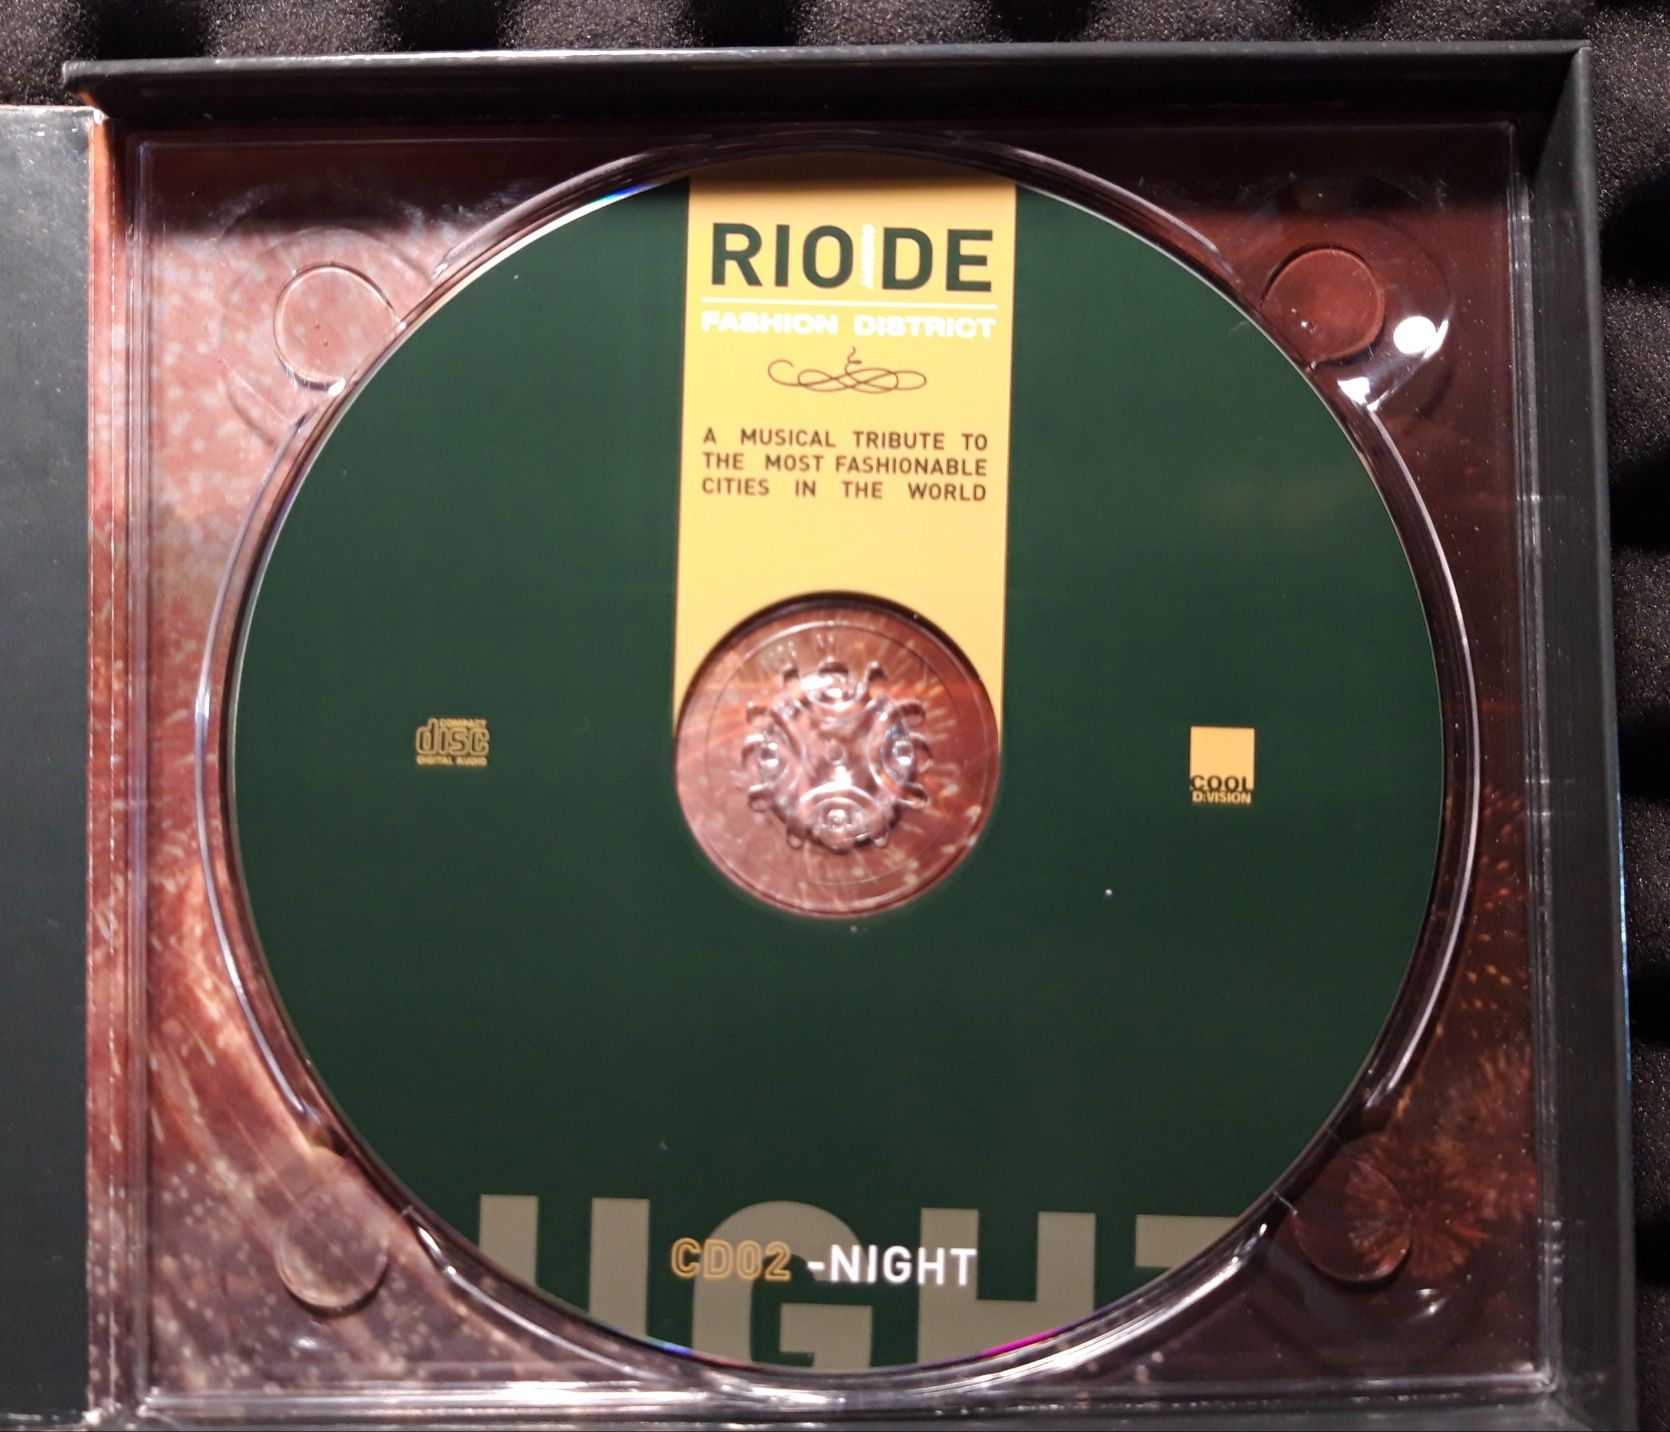 RIO JANEIRO DE
FASHION DISTRICT
A MUSICAL TRIBUTE TO
THE MOST FASHIONABLE
CITIES IN THE WORLD
COMPACT
disc
DIGITAL AUDIO
COOL
D:VISION
CD02 -NIGHT